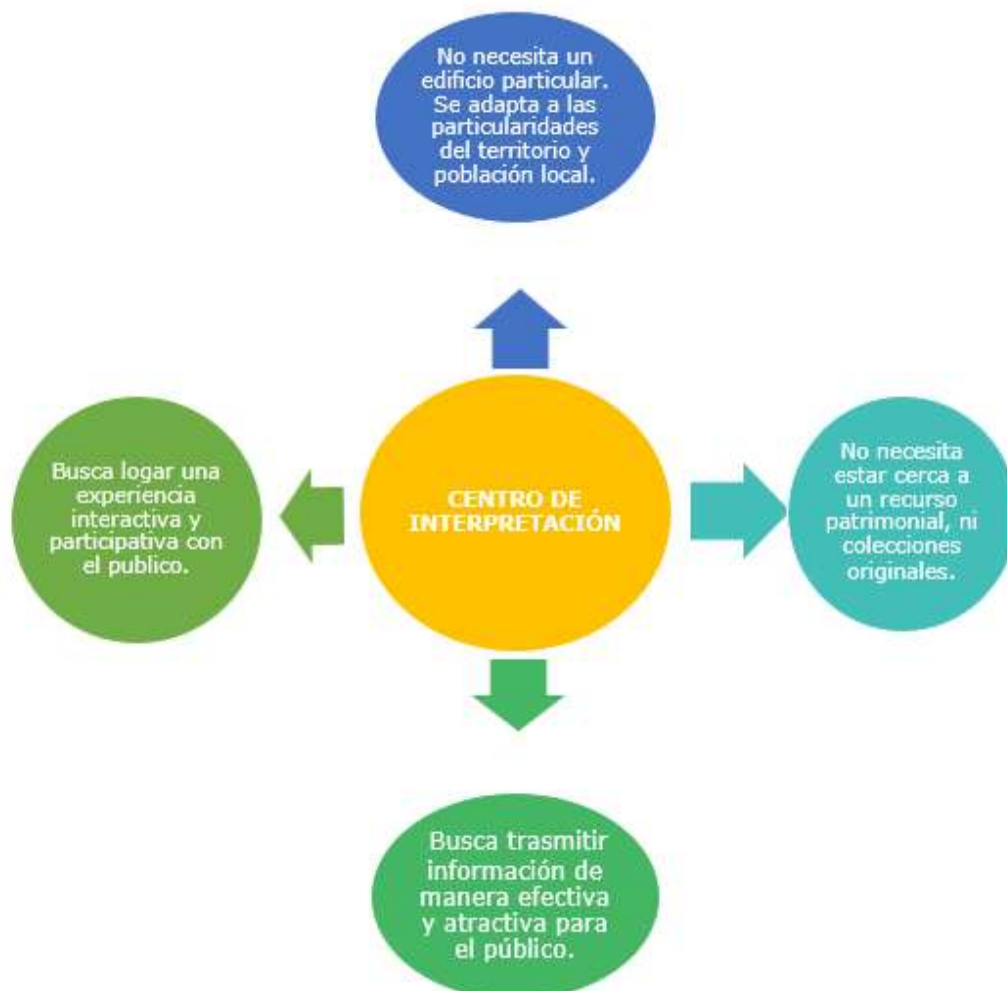 No necesita un
edificio particular.
Se adapta a las
particularidades
del territorio y
población local.
Busca logar una
experiencia
interactiva y
participativa con
el publico.
CENTRO DE
INTERPRETACIÓN
No necesita
estar cerca a
un recurso
patrimonial, ni
colecciones
originales.
Busca trasmitir
información de
manera efectiva
y atractiva para
el público.